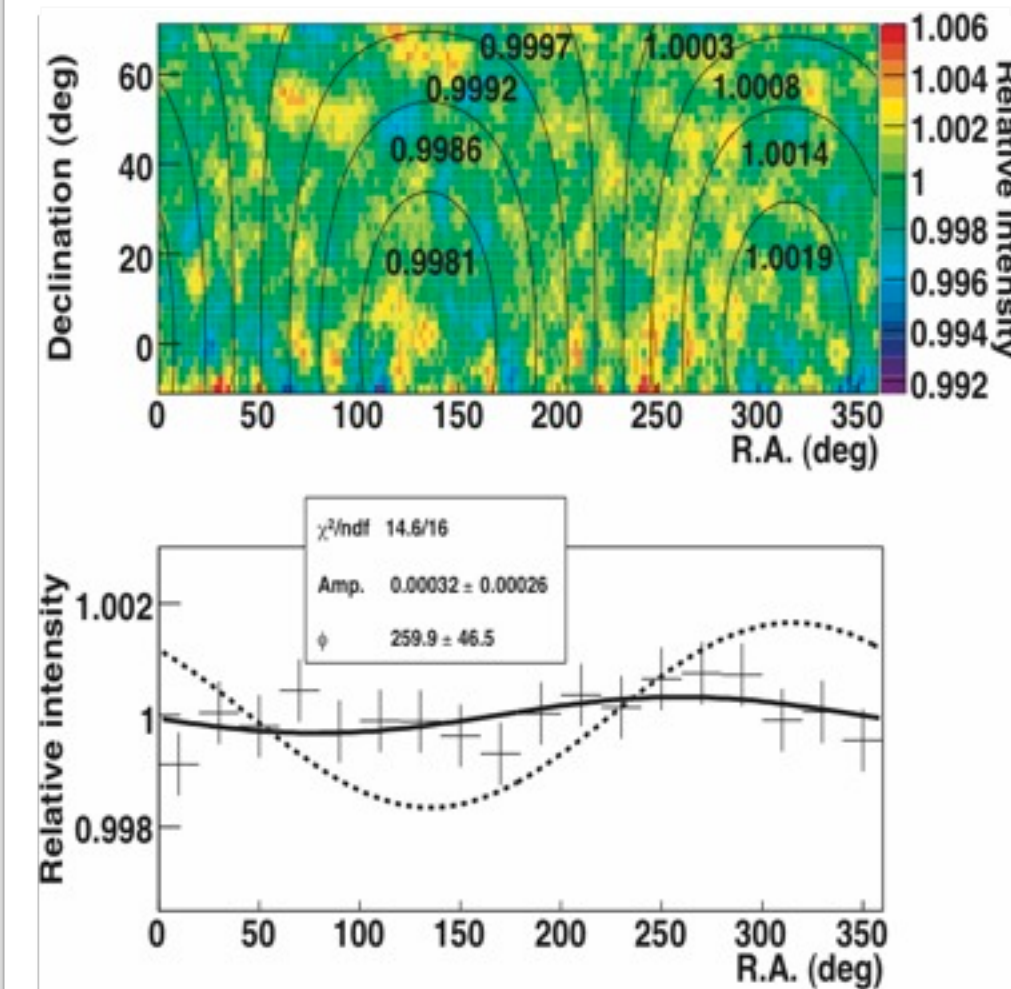 Declination (deg)
60
40
20
0
0.9997
1.0003
0.9992
1.0008
0.9986
1.0014
0.9981
1.0019
0 50 100 150 200 250 300 350
R.A. (deg)
1.006
1.004
1.002
1
0.998
0.996
0.994
0.992
Relative Intensity
χ²/ndf 14.6/16
Amp. 0.00032 ± 0.00026
ϕ 259.9 ± 46.5
Relative intensity
1.002
1
0.998
0 50 100 150 200 250 300 350
R.A. (deg)